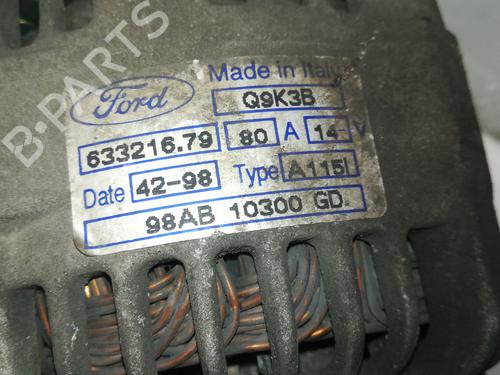 B-PARTS
Ford
Made in Italy
Q9K3B
633216.79 80 A 14 V
Date 42-98 Type A115I
98AB 10300 GD.